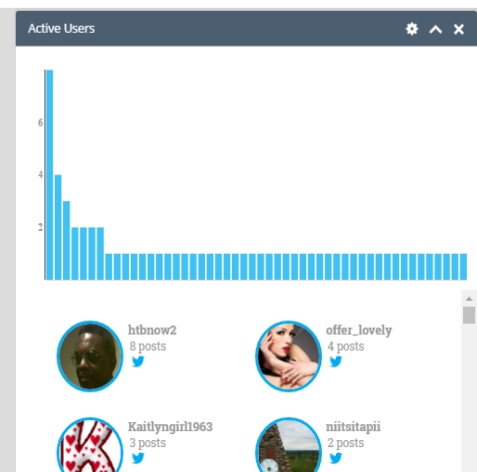 Active Users
6
4
2
htbnow2
8 posts
offer_lovely
4 posts
Kaitlyngirl1963
3 posts
niitsitapii
2 posts